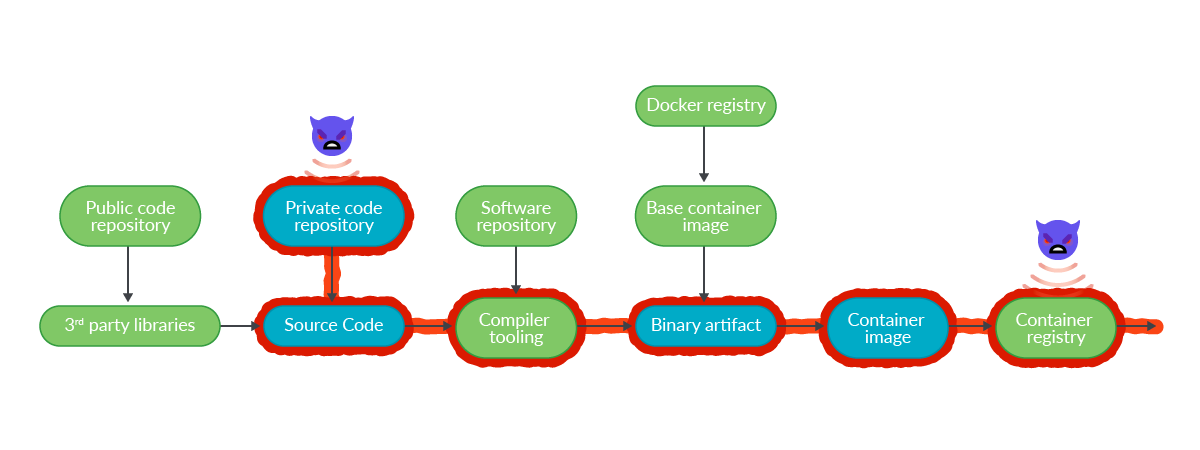 Docker registry
Public code
repository
Private code
repository
Software
repository
Base container
image
3rd party libraries
Source Code
Compiler
tooling
Binary artifact
Container
image
Container
registry